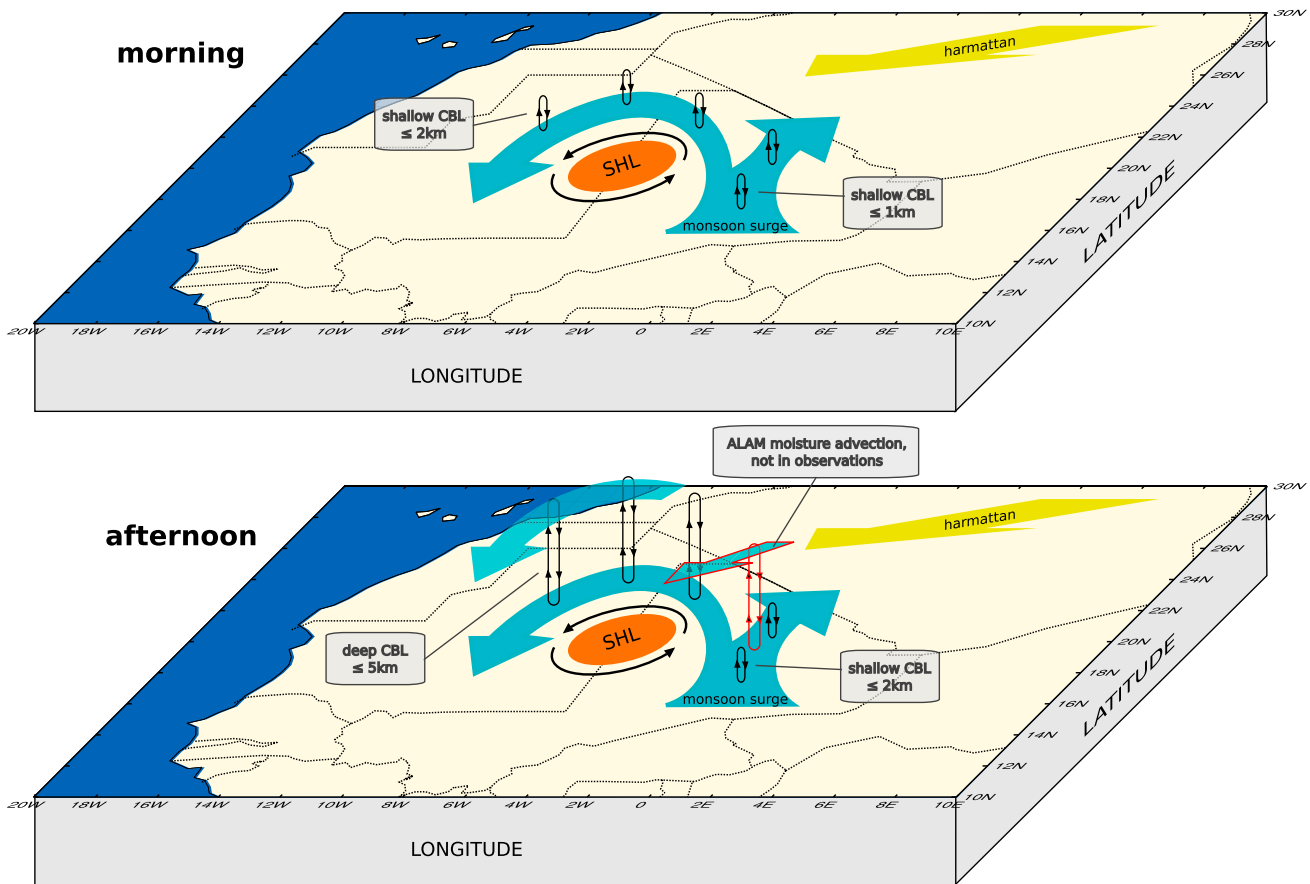 morning
harmattan
shallow CBL
≤ 2km
SHL
shallow CBL
≤ 1km
monsoon surge
30N
28N
26N
24N
22N
20N
18N
16N
14N
12N
10N
LATITUDE
20W 18W 16W 14W 12W 10W 8W 6W 4W 2W 0 2E 4E 6E 8E 10E
LONGITUDE
ALAM moisture advection,
not in observations
afternoon
harmattan
deep CBL
≤ 5km
SHL
shallow CBL
≤ 2km
monsoon surge
30N
28N
26N
24N
22N
20N
18N
16N
14N
12N
10N
LATITUDE
20W 18W 16W 14W 12W 10W 8W 6W 4W 2W 0 2E 4E 6E 8E 10E
LONGITUDE